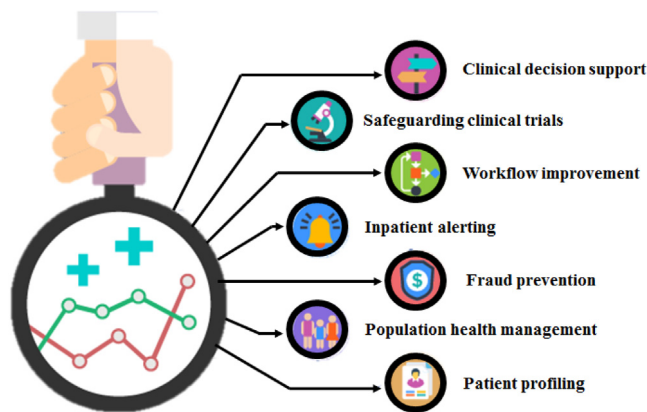 Clinical decision support
Safeguarding clinical trials
Workflow improvement
Inpatient alerting
$
Fraud prevention
Population health management
Patient profiling